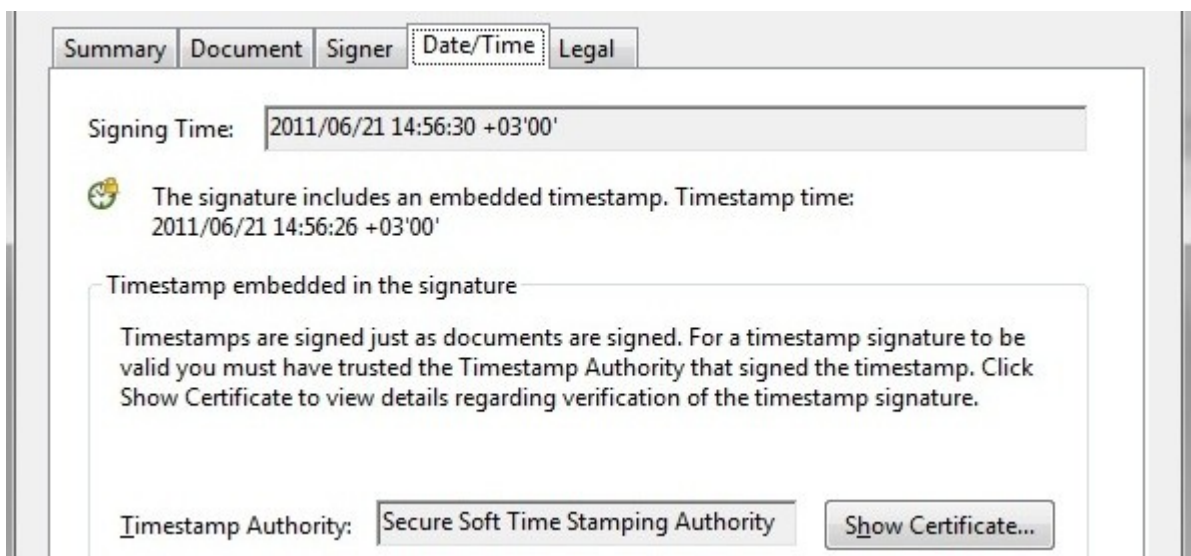 Summary Document Signer Date/Time Legal
Signing Time: 2011/06/21 14:56:30 +03'00'
The signature includes an embedded timestamp. Timestamp time:
2011/06/21 14:56:26 +03'00'
Timestamp embedded in the signature
Timestamps are signed just as documents are signed. For a timestamp signature to be
valid you must have trusted the Timestamp Authority that signed the timestamp. Click
Show Certificate to view details regarding verification of the timestamp signature.
Timestamp Authority: Secure Soft Time Stamping Authority Show Certificate...